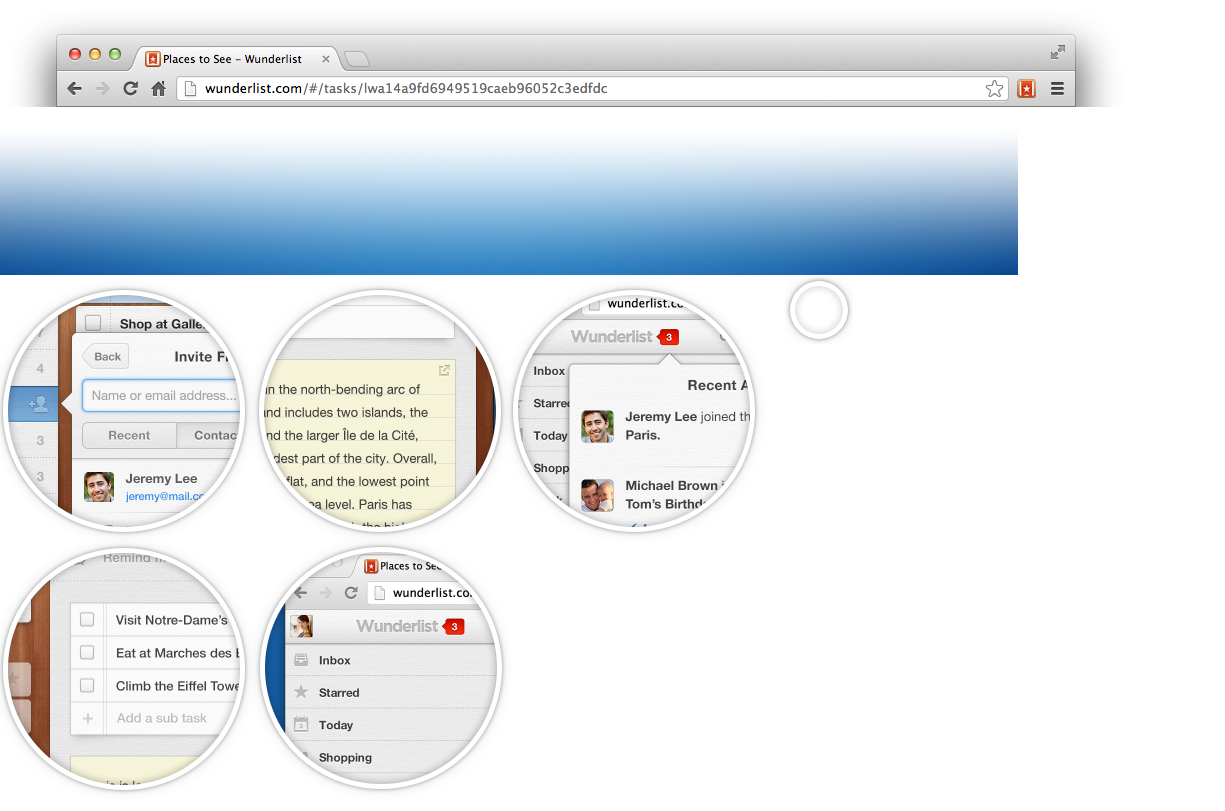 Places to See – Wunderlist
wunderlist.com/#/tasks/lwa14a9fd6949519caeb96052c3edfdc
Shop at Galle
4
Back
Invite
Name or email address...
3
Recent
Contac
3
Jeremy Lee
jeremy@mail.co
in the north-bending arc of
and includes two islands, the
nd the larger Île de la Cité,
dest part of the city. Overall,
flat, and the lowest point
ea level. Paris has
wunderlist.co
Wunderlist
3
Inbox
Recent A
Starred
Jeremy Lee joined th
Paris.
Today
Shopp
Michael Brown
Tom's Birthd
Remind m
Visit Notre-Dame's
Eat at Marches des
Climb the Eiffel Towe
Add a sub task
Places to See
wunderlist.co
Wunderlist
3
Inbox
Starred
Today
Shopping